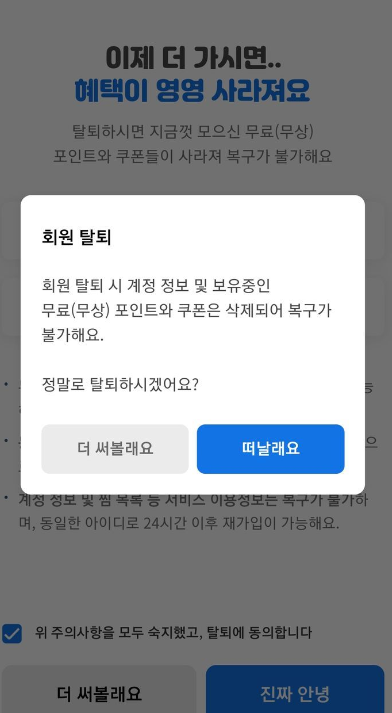 이제 더 가시면..
혜택이 영영 사라져요
탈퇴하시면 지금껏 모으신 무료(무상)
포인트와 쿠폰들이 사라져 복구가 불가해요
회원 탈퇴
회원 탈퇴 시 계정 정보 및 보유중인
무료(무상) 포인트와 쿠폰은 삭제되어 복구가
불가해요.
정말로 탈퇴하시겠어요?
더 써볼래요
떠날래요
• 계정 정보 및 찜 목록 등 서비스 이용정보는 복구가 불가하
며, 동일한 아이디로 24시간 이후 재가입이 가능해요.
위 주의사항을 모두 숙지했고, 탈퇴에 동의합니다
더 써볼래요
진짜 안녕